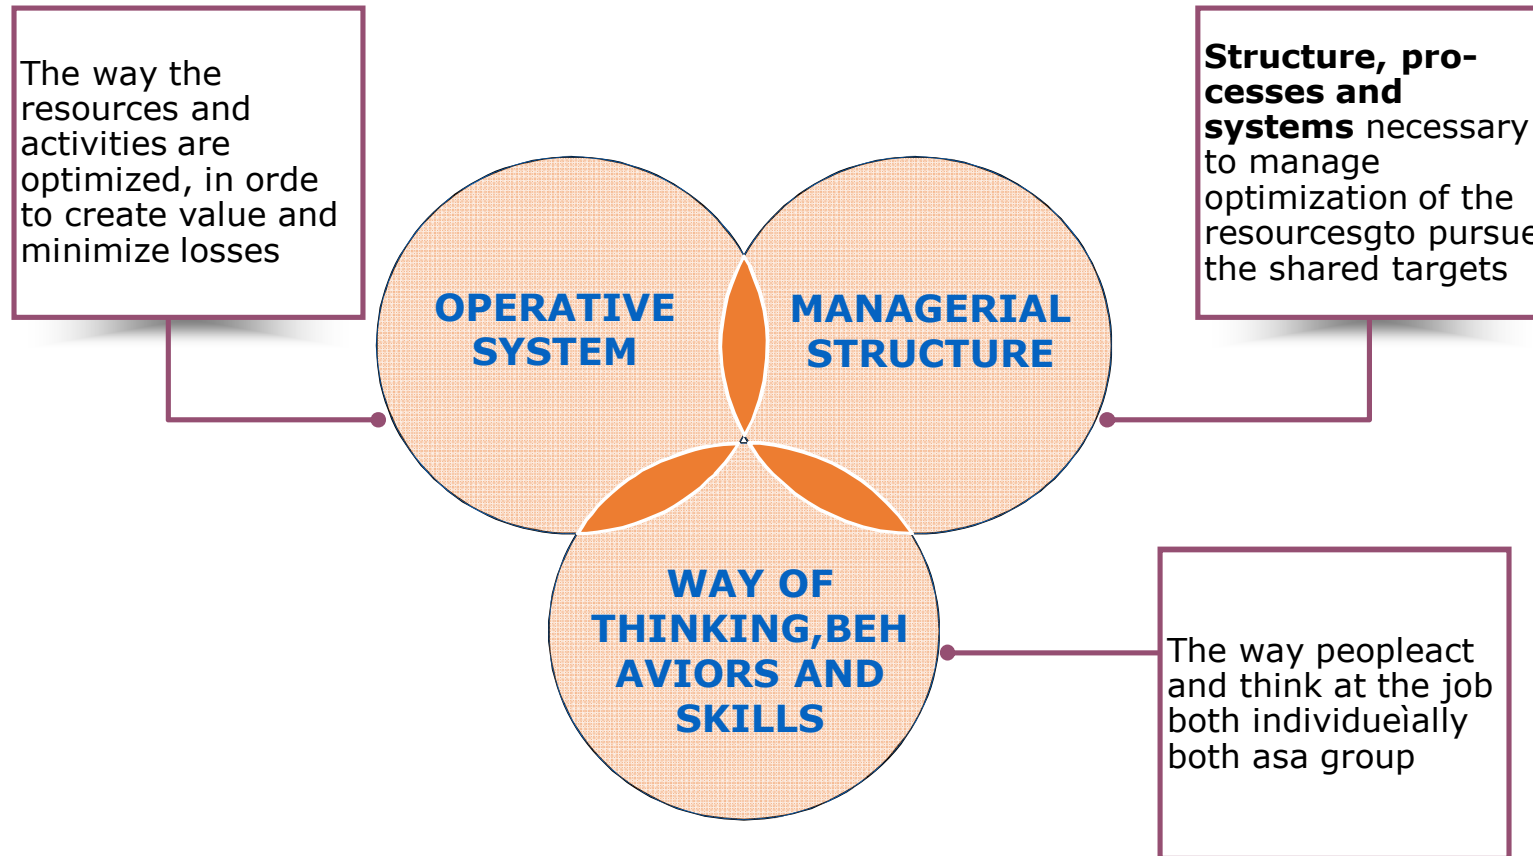 The way the
resources and
activities are
optimized, in orde
to create value and
minimize losses
Structure, pro-
cesses and
systems necessary
to manage
optimization of the
resourcesgto pursue
the shared targets
OPERATIVE
SYSTEM
MANAGERIAL
STRUCTURE
WAY OF
THINKING,BEH
AVIORS AND
SKILLS
The way peopleact
and think at the job
both individueìally
both asa group